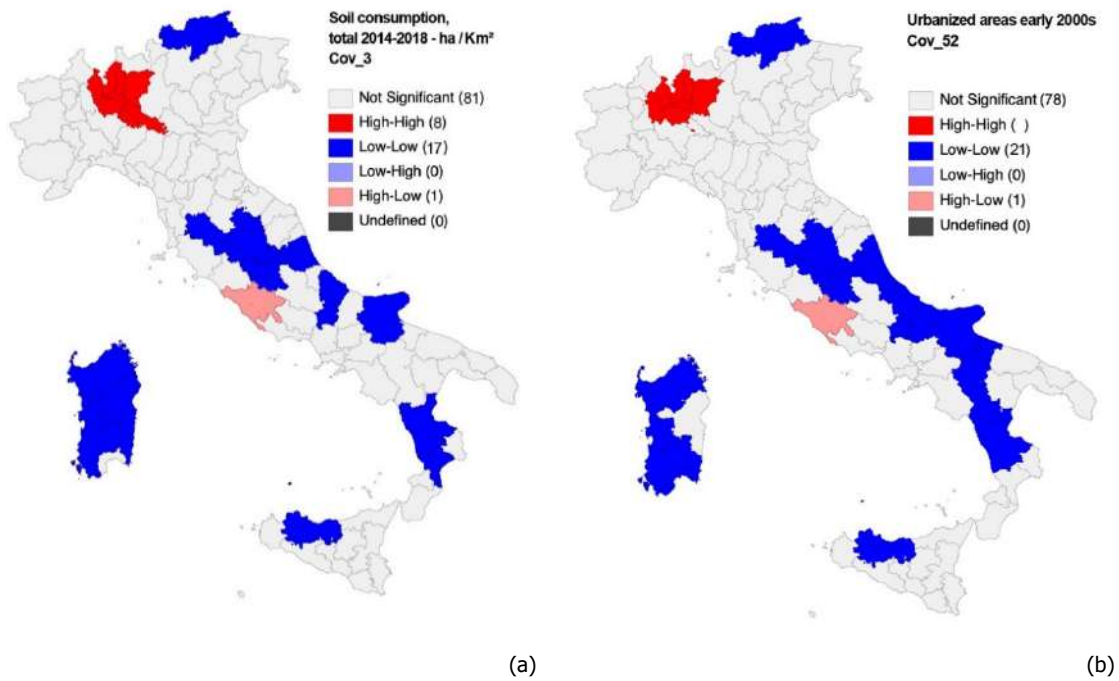 Soil consumption,
total 2014-2018 - ha / Km²
Cov_3
Not Significant (81)
High-High (8)
Low-Low (17)
Low-High (0)
High-Low (1)
Undefined (0)
(a)
Urbanized areas early 2000s
Cov_52
Not Significant (78)
High-High ( )
Low-Low (21)
Low-High (0)
High-Low (1)
Undefined (0)
(b)